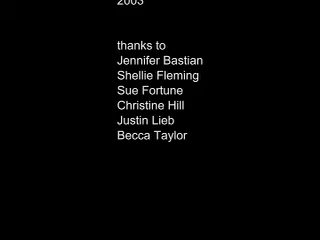 2003
thanks to
Jennifer Bastian
Shellie Fleming
Sue Fortune
Christine Hill
Justin Lieb
Becca Taylor